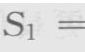 S₁ =